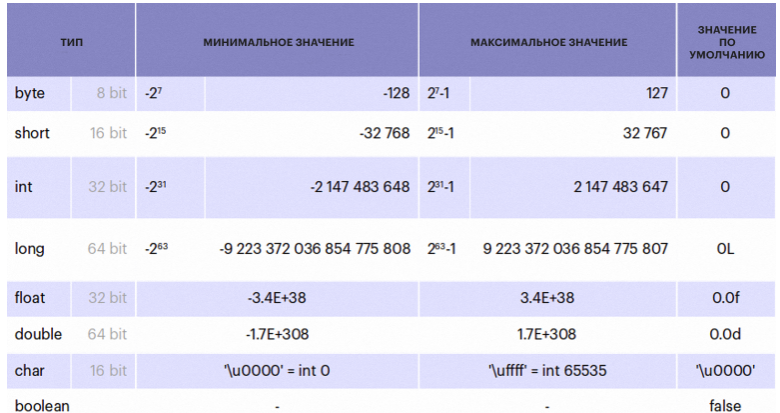 ТИП МИНИМАЛЬНОЕ ЗНАЧЕНИЕ МАКСИМАЛЬНОЕ ЗНАЧЕНИЕ ЗНАЧЕНИЕ ПО УМОЛЧАНИЮ
byte 8 bit -2⁷ -128 2⁷-1 127 0
short 16 bit -2¹⁵ -32 768 2¹⁵-1 32 767 0
int 32 bit -2³¹ -2 147 483 648 2³¹-1 2 147 483 647 0
long 64 bit -2⁶³ -9 223 372 036 854 775 808 2⁶³-1 9 223 372 036 854 775 807 0L
float 32 bit -3.4E+38 3.4E+38 0.0f
double 64 bit -1.7E+308 1.7E+308 0.0d
char 16 bit '\u0000' = int 0 '\uffff' = int 65535 '\u0000'
boolean - - false